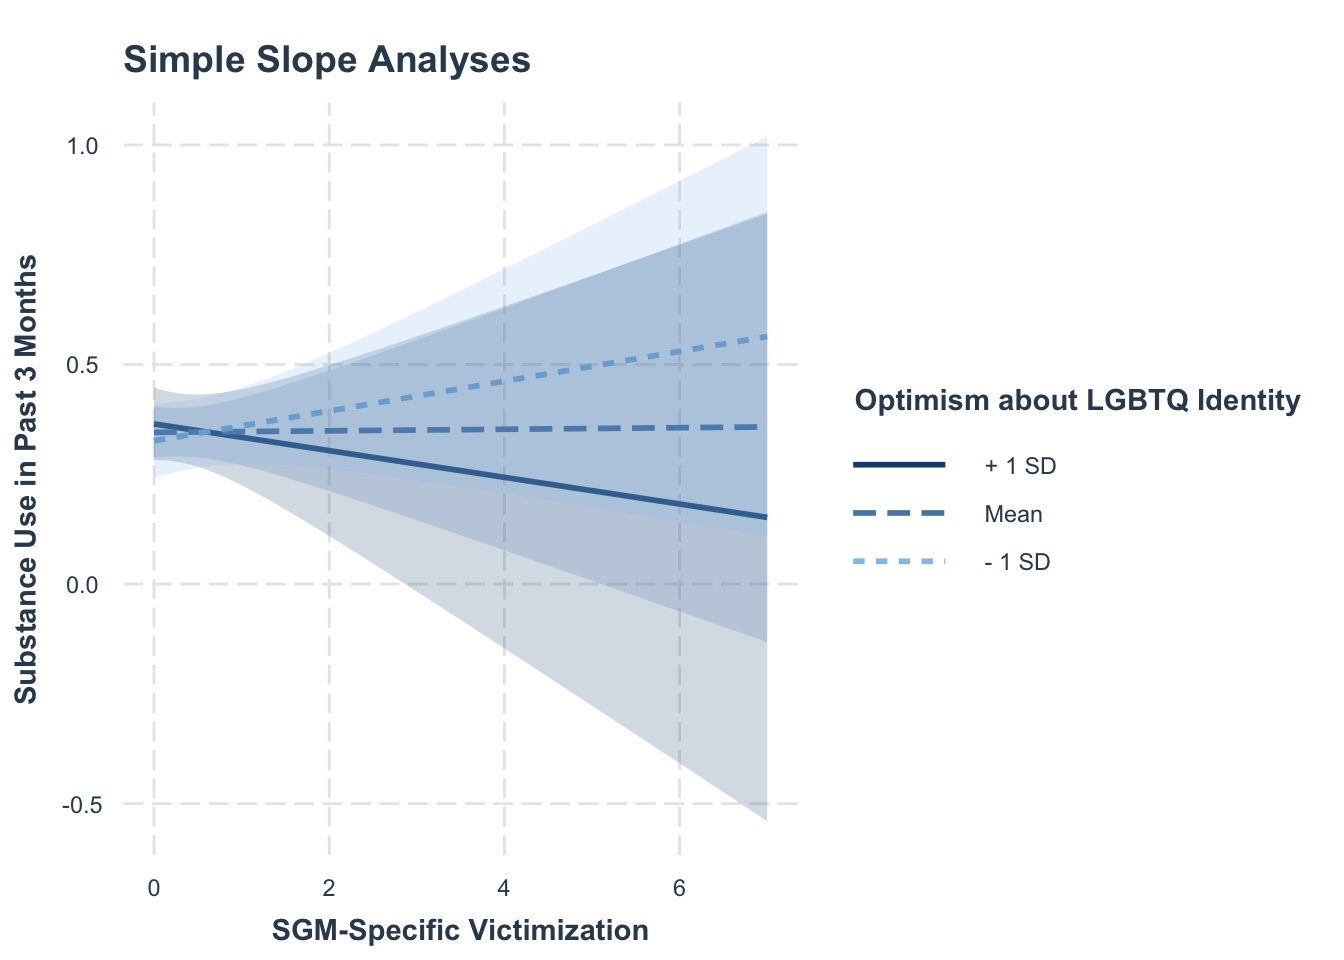 Simple Slope Analyses
Substance Use in Past 3 Months
1.0
0.5
0.0
-0.5
0
2
4
6
SGM-Specific Victimization
Optimism about LGBTQ Identity
+ 1 SD
Mean
- 1 SD